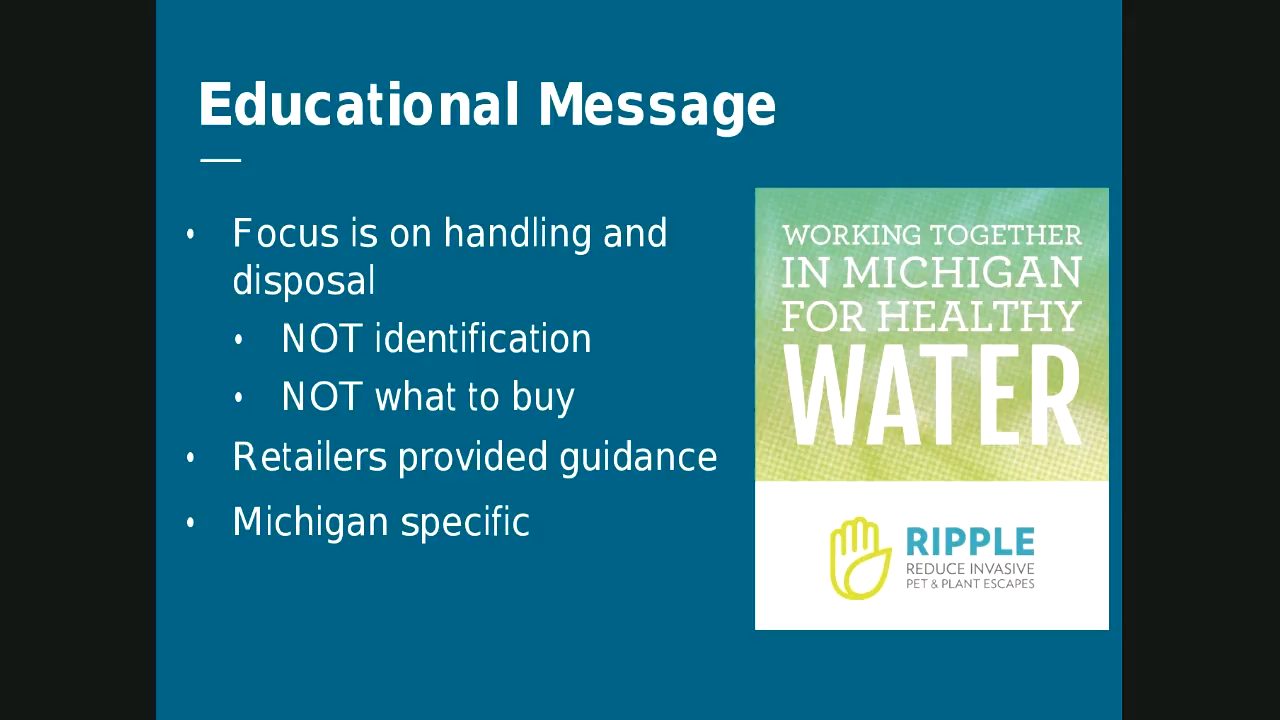 Educational Message
• Focus is on handling and
disposal
• NOT identification
• NOT what to buy
• Retailers provided guidance
• Michigan specific
WORKING TOGETHER
IN MICHIGAN
FOR HEALTHY
WATER
RIPPLE
REDUCE INVASIVE
PET & PLANT ESCAPES